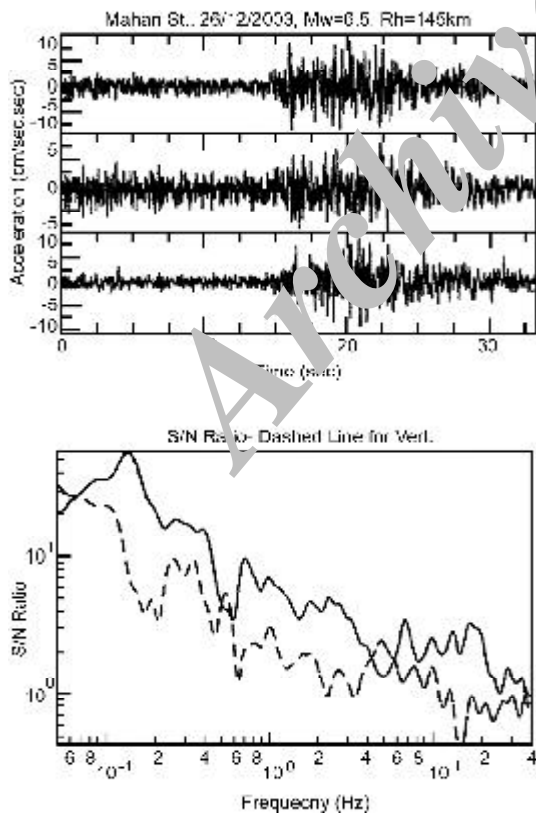 Mahan St., 26/12/2003, Mw=6.5, Rh=145km
10
5
0
-5
-10
5
0
-5
10
5
0
-5
-10
Acceleration (cm/sec.sec)
0 20 30
Time (sec)
Archiv
S/N Ratio- Dashed Line for Vert.
10¹
10⁰
S/N Ratio
6 8 10⁻¹ 2 4 6 8 10⁰ 2 4 6 8 10¹ 2 4
Frequecny (Hz)